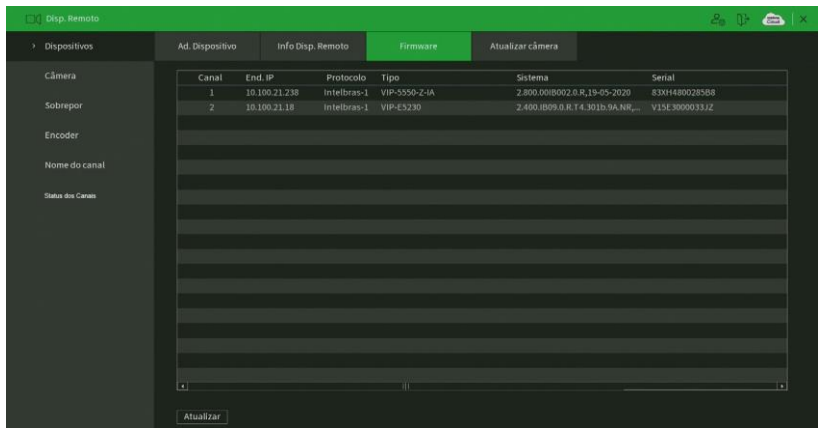 Disp. Remoto
Dispositivos
Câmera
Sobrepor
Encoder
Nome do canal
Status dos Canais
Ad. Dispositivo Info Disp. Remoto Firmware Atualizar câmera
Canal End. IP Protocolo Tipo Sistema Serial
1 10.100.21.238 Intelbras-1 VIP-5550-Z-IA 2.800.00IB002.0.R,19-05-2020 83XH4800285B8
2 10.100.21.18 Intelbras-1 VIP-E5230 2.400.IB09.0.R.T4.301b.9A.NR,... V15E3000033JZ
Atualizar